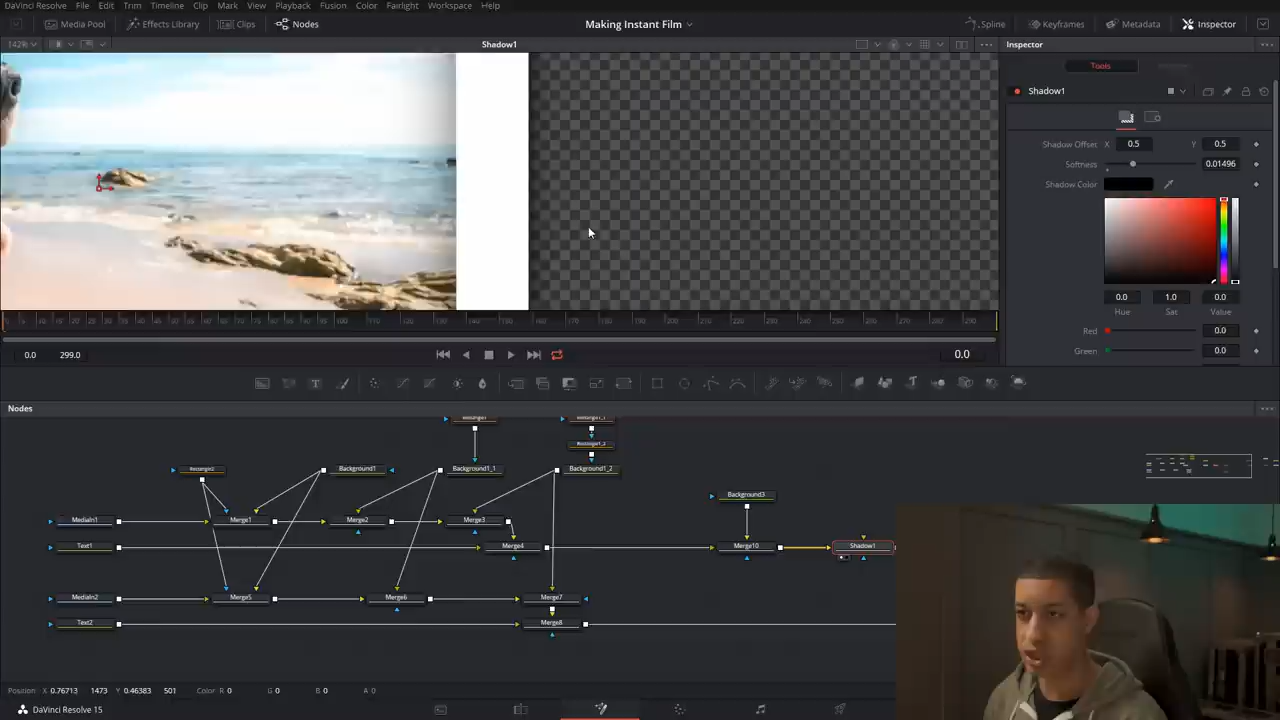 DaVinci Resolve File Edit Trim Timeline Clip Mark View Playback Fusion Color Fairlight Workspace Help
Media Pool Effects Library Clips Nodes Making Instant Film Spline Keyframes Metadata Inspector
142% Shadow1 Inspector
Tools
Shadow1
Shadow Offset X 0.5 Y 0.5
Softness 0.01496
Shadow Color
0.0 1.0 0.0
Hue Sat Value
Red 0.0
Green 0.0
0.0 299.0 0.0
Nodes
Rectangle1 Rectangle1_1
Rectangle1_2
Rectangle2 Background1 Background1_1 Background1_2
Background3
MediaIn1 Merge1 Merge2 Merge3
Text1 Merge4 Merge10 Shadow1
MediaIn2 Merge5 Merge6 Merge7
Text2 Merge8
Position X 0.76713 1473 Y 0.46383 501 Color R 0 G 0 B 0 A 0
DaVinci Resolve 15